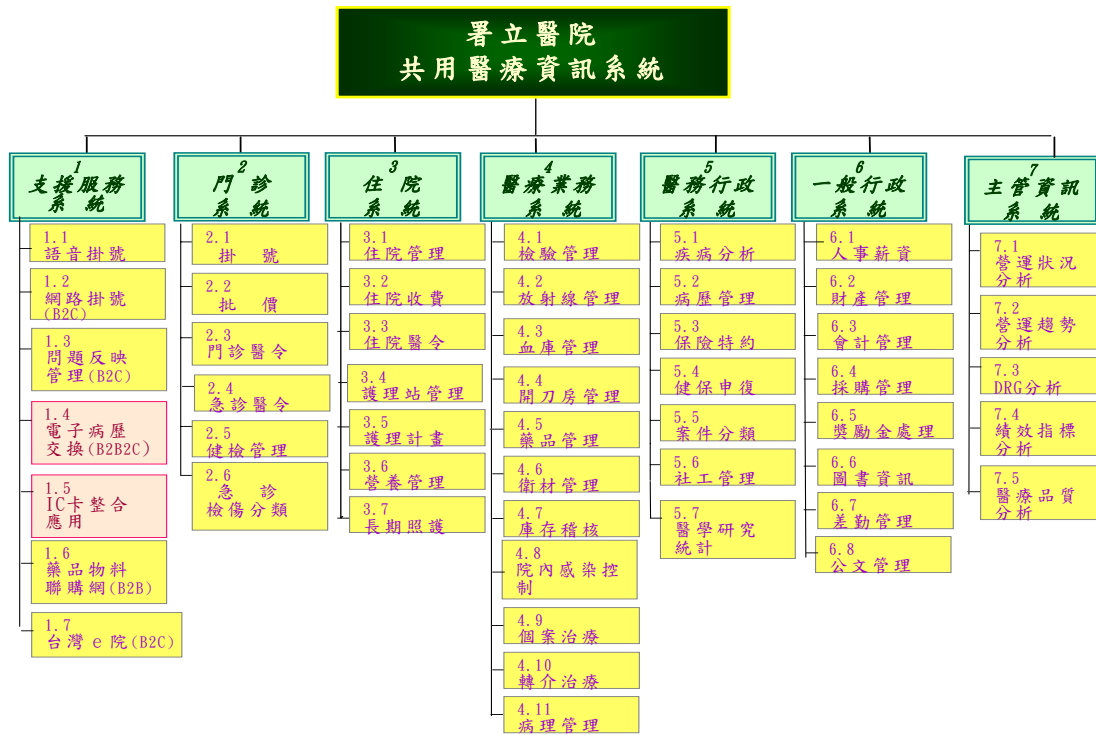 署立醫院
共用醫療資訊系統
1
支援服務
系統
1.1
語音掛號
1.2
網路掛號
(B2C)
1.3
問題反映
管理(B2C)
1.4
電子病歷
交換(B2B2C)
1.5
IC卡整合
應用
1.6
藥品物料
聯購網(B2B)
1.7
台灣e院(B2C)
2
門診
系統
2.1
掛 號
2.2
批 價
2.3
門診醫令
2.4
急診醫令
2.5
健檢管理
2.6
急 診
檢傷分類
3
住院
系統
3.1
住院管理
3.2
住院收費
3.3
住院醫令
3.4
護理站管理
3.5
護理計畫
3.6
營養管理
3.7
長期照護
4
醫療業務
系統
4.1
檢驗管理
4.2
放射線管理
4.3
血庫管理
4.4
開刀房管理
4.5
藥品管理
4.6
衛材管理
4.7
庫存稽核
4.8
院內感染控
制
4.9
個案治療
4.10
轉介治療
4.11
病理管理
5
醫務行政
系統
5.1
疾病分析
5.2
病歷管理
5.3
保險特約
5.4
健保申復
5.5
案件分類
5.6
社工管理
5.7
醫學研究
統計
6
一般行政
系統
6.1
人事薪資
6.2
財產管理
6.3
會計管理
6.4
採購管理
6.5
獎勵金處理
6.6
圖書資訊
6.7
差勤管理
6.8
公文管理
7
主管資訊
系統
7.1
營運狀況
分析
7.2
營運趨勢
分析
7.3
DRG分析
7.4
績效指標
分析
7.5
醫療品質
分析